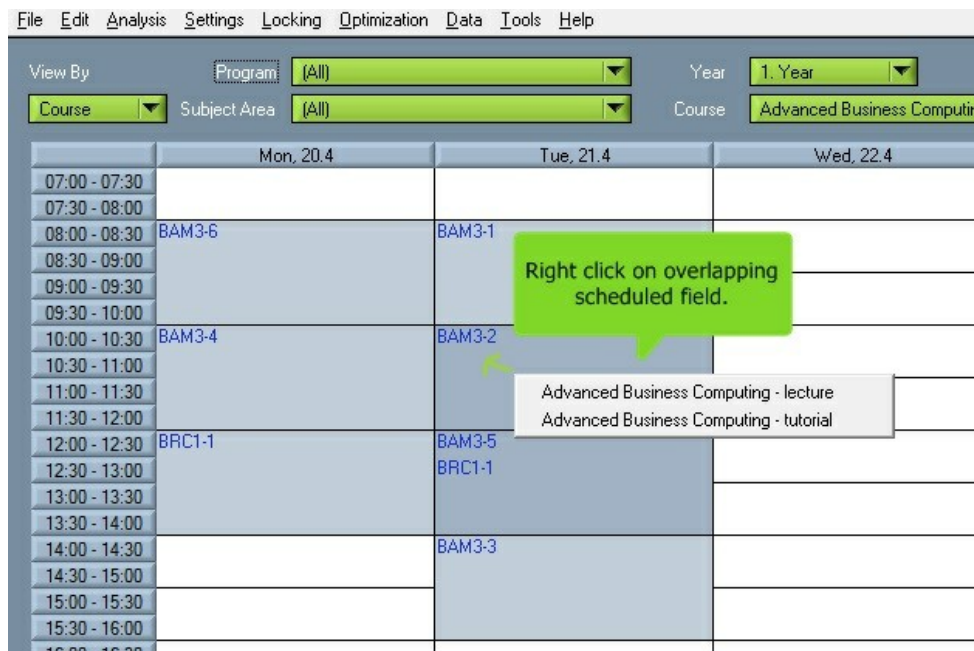 File Edit Analysis Settings Locking Optimization Data Tools Help
View By Program (All) Year 1. Year
Course Subject Area (All) Course Advanced Business
Mon, 20.4 Tue, 21.4 Wed, 22.4
07:00 - 07:30
07:30 - 08:00
08:00 - 08:30 BAM3-6 BAM3-1
08:30 - 09:00
Right click on overlapping
09:00 - 09:30
scheduled field.
09:30 - 10:00
10:00 - 10:30 BAM3-4 BAM3-2
10:30 - 11:00
11:00 - 11:30 Advanced Business Computing - lecture
11:30 - 12:00 Advanced Business Computing - tutorial
12:00 - 12:30 BRC1-1 BAM3-5
12:30 - 13:00 BRC1-1
13:00 - 13:30
13:30 - 14:00
14:00 - 14:30 BAM3-3
14:30 - 15:00
15:00 - 15:30
15:30 - 16:00